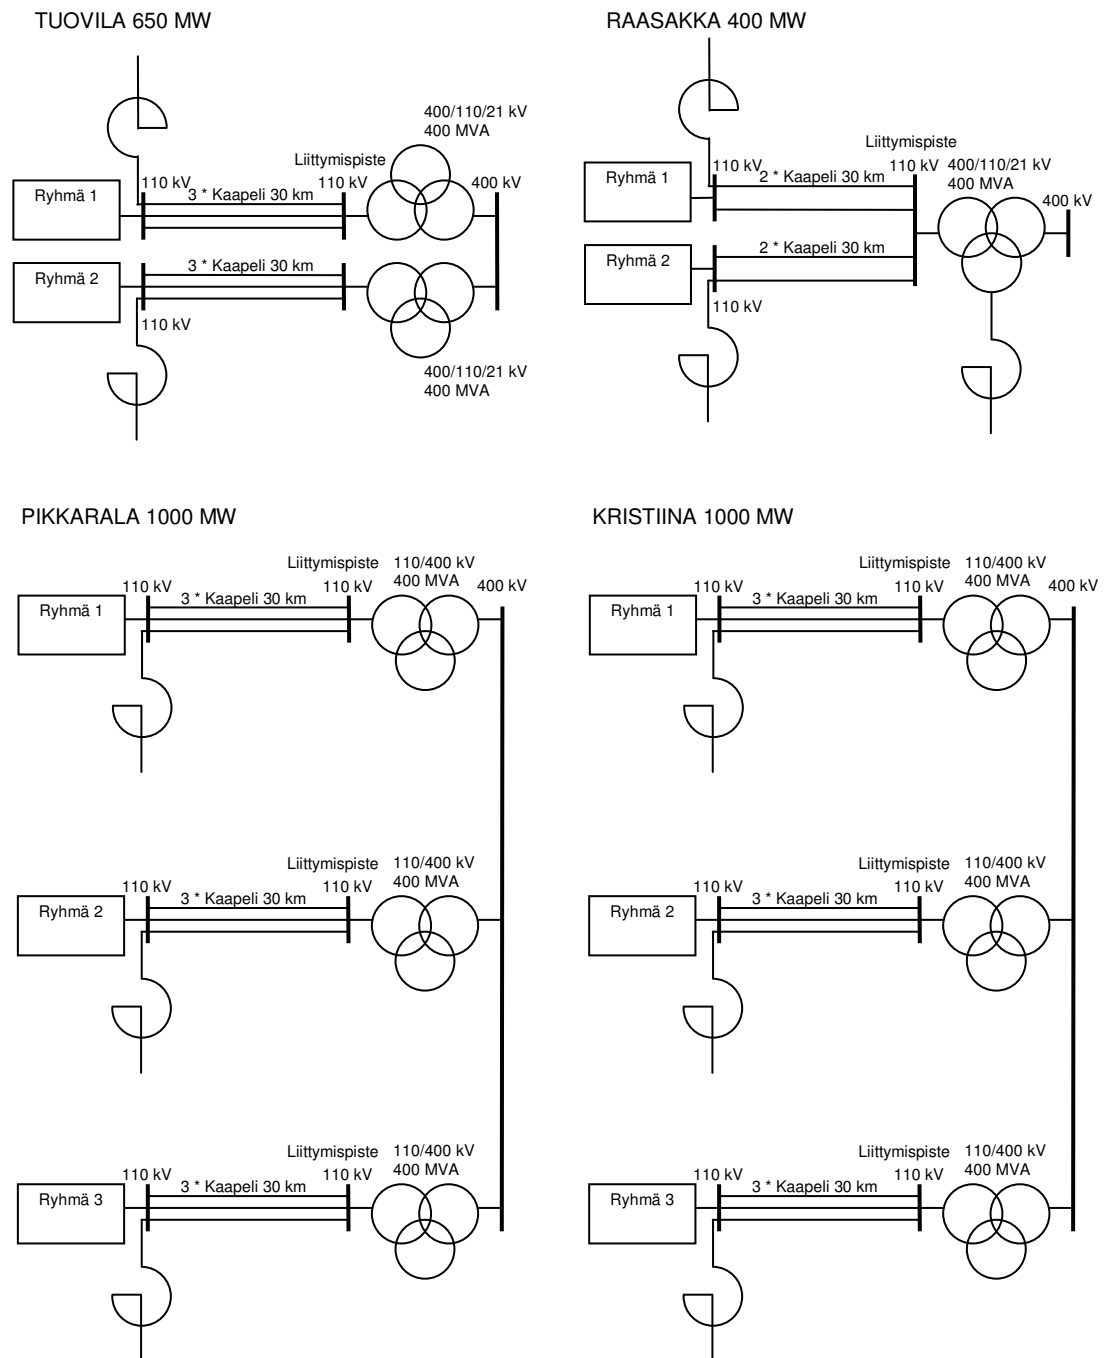 TUOVILA 650 MW
400/110/21 kV
400 MVA
Liittymispiste
110 kV
110 kV
400 kV
Ryhmä 1
3 * Kaapeli 30 km
Ryhmä 2
3 * Kaapeli 30 km
110 kV
400/110/21 kV
400 MVA
RAASAKKA 400 MW
Liittymispiste
110 kV
110 kV
400/110/21 kV
400 MVA
400 kV
Ryhmä 1
2 * Kaapeli 30 km
Ryhmä 2
2 * Kaapeli 30 km
110 kV
PIKKARALA 1000 MW
Liittymispiste
110/400 kV
400 MVA
110 kV
110 kV
400 kV
Ryhmä 1
3 * Kaapeli 30 km
Liittymispiste
110/400 kV
400 MVA
110 kV
110 kV
Ryhmä 2
3 * Kaapeli 30 km
Liittymispiste
110/400 kV
400 MVA
110 kV
110 kV
Ryhmä 3
3 * Kaapeli 30 km
KRISTIINA 1000 MW
Liittymispiste
110/400 kV
400 MVA
110 kV
110 kV
400 kV
Ryhmä 1
3 * Kaapeli 30 km
Liittymispiste
110/400 kV
400 MVA
110 kV
110 kV
Ryhmä 2
3 * Kaapeli 30 km
Liittymispiste
110/400 kV
400 MVA
110 kV
110 kV
Ryhmä 3
3 * Kaapeli 30 km